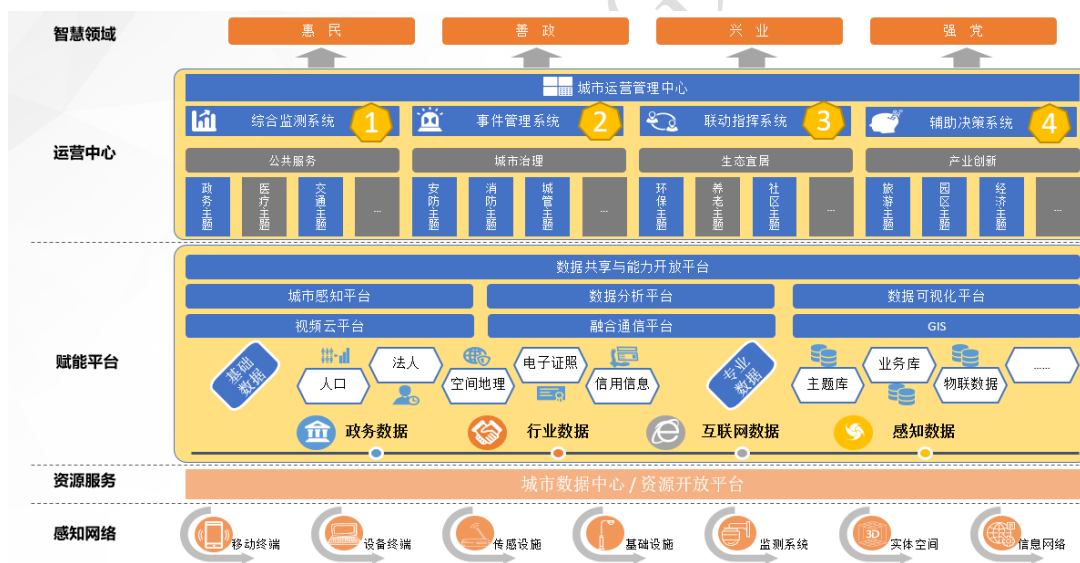 智慧领域
惠 民
善 政
兴 业
强 党
运营中心
城市运营管理中心
综合监测系统
1
事件管理系统
2
联动指挥系统
3
辅助决策系统
4
公共服务
城市治理
生态宜居
产业创新
政务主题
医疗主题
交通主题
...
安防主题
消防主题
城管主题
...
环保主题
养老主题
社区主题
...
旅游主题
园区主题
经济主题
...
赋能平台
数据共享与能力开放平台
城市感知平台
数据分析平台
数据可视化平台
视频云平台
融合通信平台
GIS
基础
数据
人口
法人
空间地理
电子证照
信用信息
专业
数据
主题库
业务库
物联数据
......
政务数据
行业数据
互联网数据
感知数据
资源服务
城市数据中心 / 资源开放平台
感知网络
移动终端
设备终端
传感设施
基础设施
监测系统
3D
实体空间
信息网络